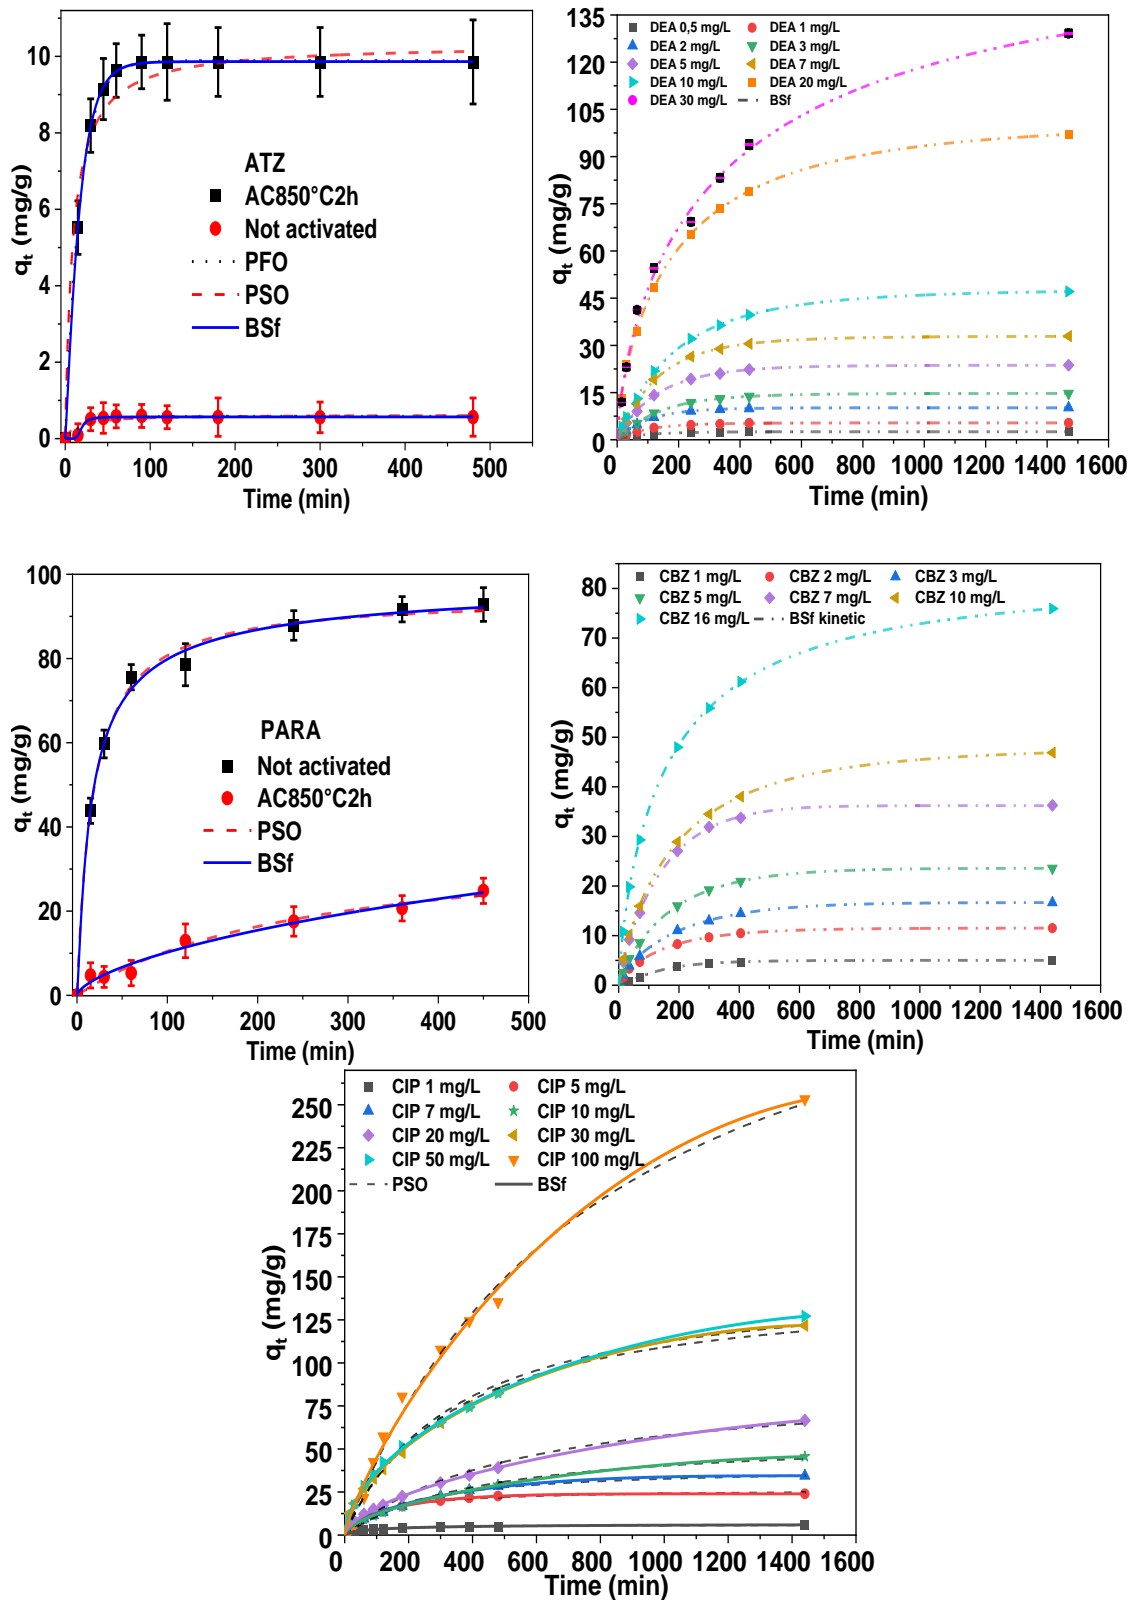 10
8
6
4
2
0
q_t (mg/g)
ATZ
AC850°C2h
Not activated
PFO
PSO
BSf
0 100 200 300 400 500
Time (min)
DEA 0,5 mg/L DEA 1 mg/L
DEA 2 mg/L DEA 3 mg/L
DEA 5 mg/L DEA 7 mg/L
DEA 10 mg/L DEA 20 mg/L
DEA 30 mg/L BSf
135
120
105
90
75
60
45
30
15
0
q_t (mg/g)
0 200 400 600 800 1000 1200 1400 1600
Time (min)
100
80
60
40
20
0
q_t (mg/g)
PARA
Not activated
AC850°C2h
PSO
BSf
0 100 200 300 400 500
Time (min)
CBZ 1 mg/L CBZ 2 mg/L CBZ 3 mg/L
CBZ 5 mg/L CBZ 7 mg/L CBZ 10 mg/L
CBZ 16 mg/L BSf kinetic
80
70
60
50
40
30
20
10
0
q_t (mg/g)
0 200 400 600 800 1000 1200 1400 1600
Time (min)
CIP 1 mg/L CIP 5 mg/L
CIP 7 mg/L CIP 10 mg/L
CIP 20 mg/L CIP 30 mg/L
CIP 50 mg/L CIP 100 mg/L
PSO BSf
250
225
200
175
150
125
100
75
50
25
0
q_t (mg/g)
0 200 400 600 800 1000 1200 1400 1600
Time (min)